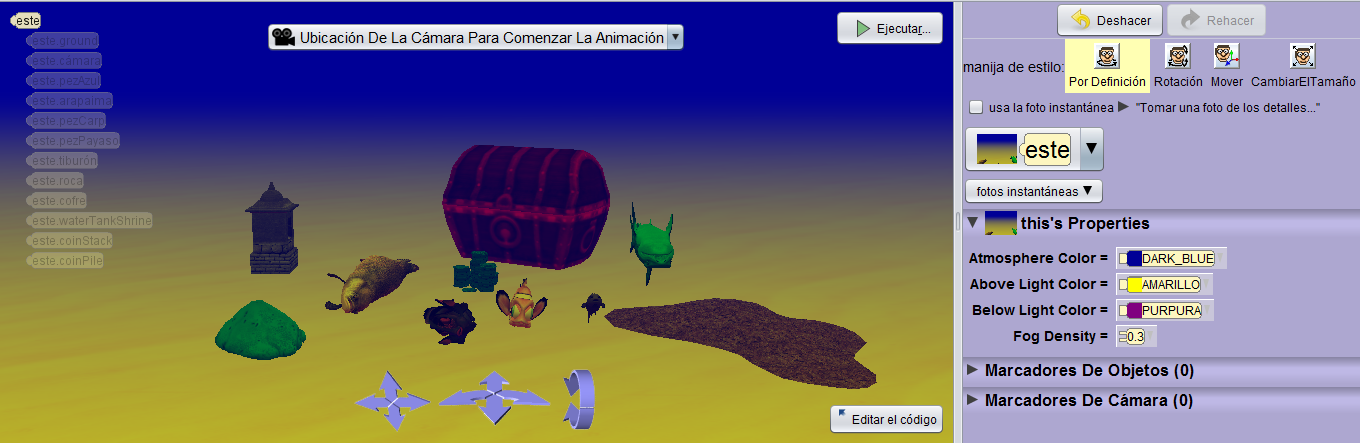 este
este.ground
este.cámara
este.pezAzul
este.arapaima
este.pezCarp
este.pezPayaso
este.tiburón
este.roca
este.cofre
este.waterTankShrine
este.coinStack
este.coinPile
Ubicación De La Cámara Para Comenzar La Animación
Ejecutar...
Editar el código
Deshacer
Rehacer
manija de estilo:
Por Definición
Rotación
Mover
CambiarElTamaño
usa la foto instantánea "Tomar una foto de los detalles..."
este
fotos instantáneas
this's Properties
Atmosphere Color = DARK_BLUE
Above Light Color = AMARILLO
Below Light Color = PURPURA
Fog Density = 0.3
Marcadores De Objetos (0)
Marcadores De Cámara (0)